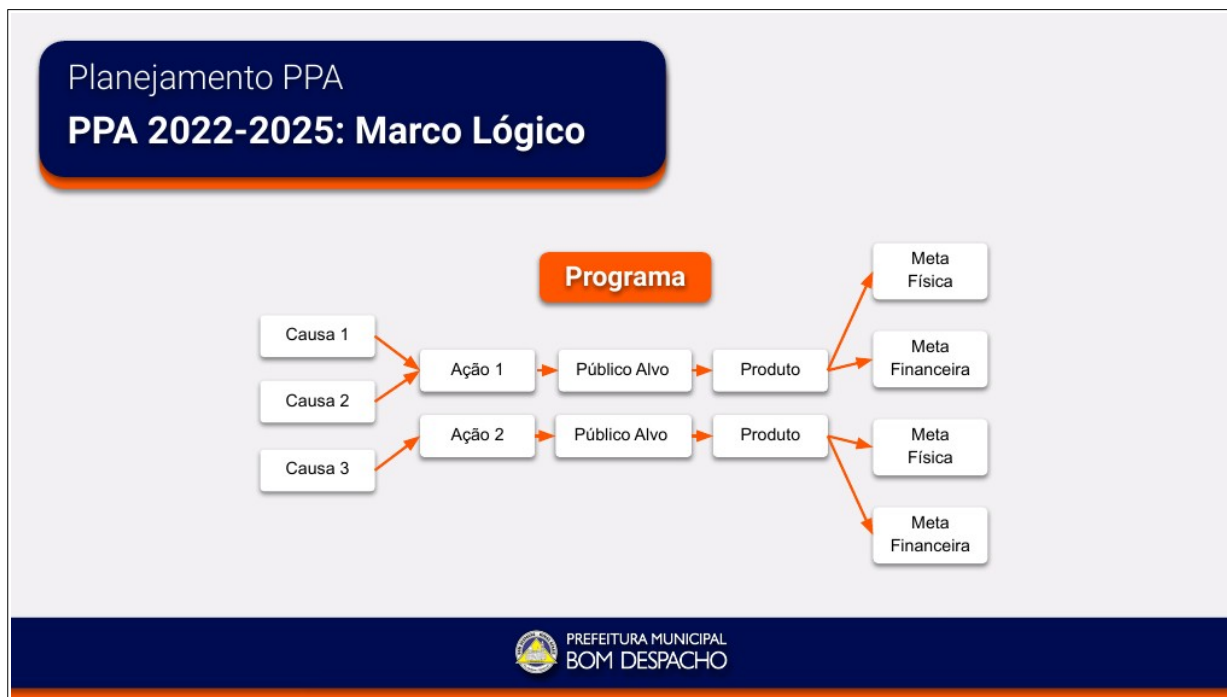 Planejamento PPA
PPA 2022-2025: Marco Lógico
Programa
Causa 1
Causa 2
Causa 3
Ação 1
Público Alvo
Produto
Meta
Física
Meta
Financeira
Ação 2
Público Alvo
Produto
Meta
Física
Meta
Financeira
PREFEITURA MUNICIPAL
BOM DESPACHO